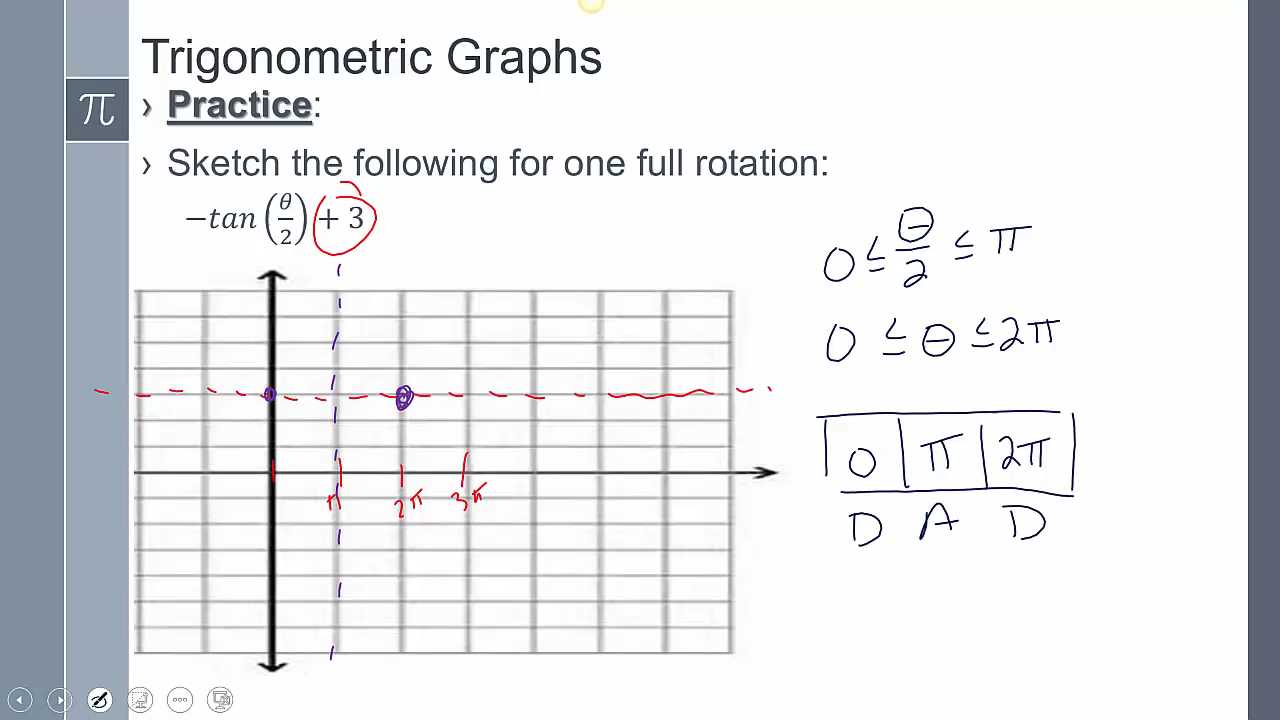 Trigonometric Graphs
π
› Practice:
› Sketch the following for one full rotation:
−tan(θ/2) + 3
0 ≤ θ/2 ≤ π
0 ≤ θ ≤ 2π
0 π 2π
D A D
π 2π 3π